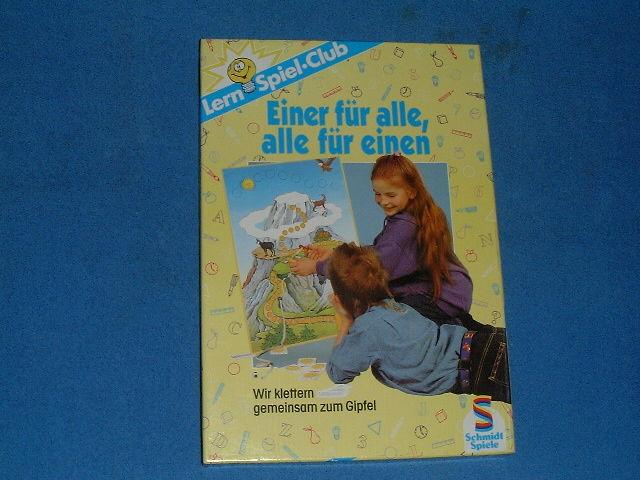 Lern Spiel•Club
Einer für alle,
alle für einen
Wir klettern
gemeinsam zum Gipfel
S
Schmidt
Spiele